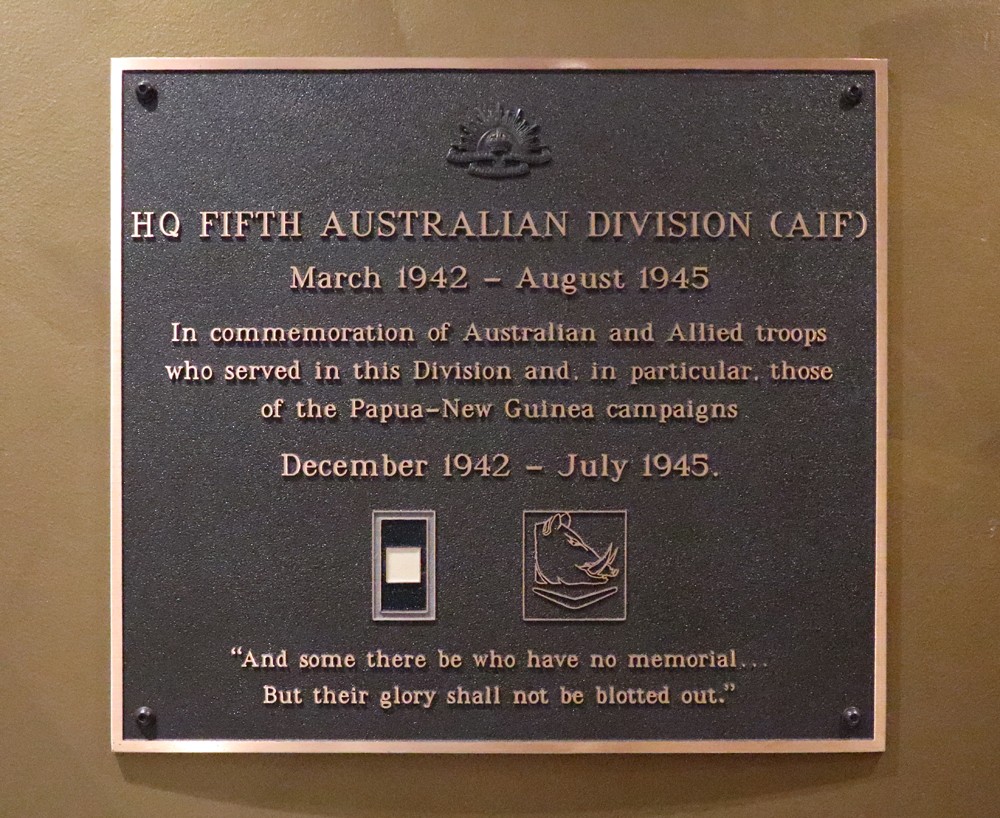 HQ FIFTH AUSTRALIAN DIVISION (AIF)
March 1942 – August 1945
In commemoration of Australian and Allied troops
who served in this Division and, in particular, those
of the Papua–New Guinea campaigns
December 1942 – July 1945.
“And some there be who have no memorial...
But their glory shall not be blotted out.”